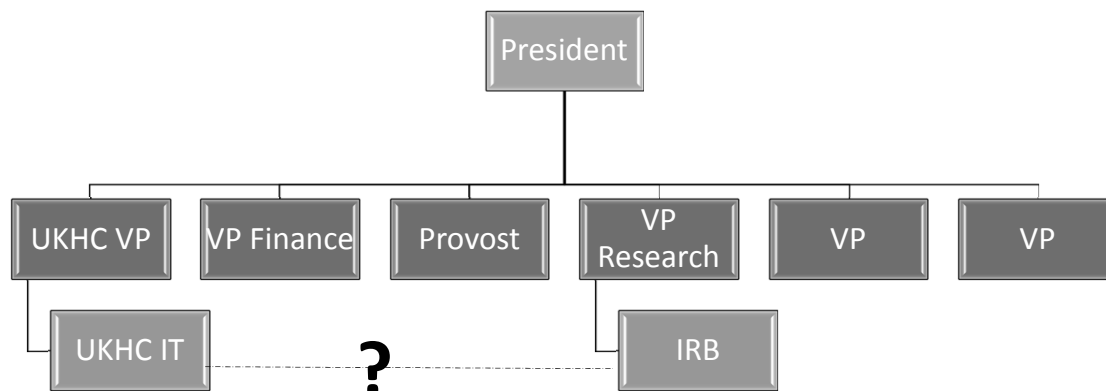 President
UKHC VP
VP Finance
Provost
VP
Research
VP
VP
UKHC IT
?
IRB